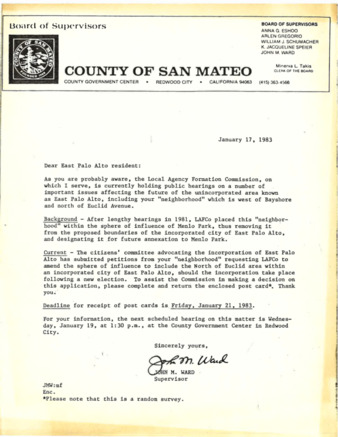 Board of Supervisors
BOARD OF SUPERVISORS
ANNA G. ESHOO
ARLEN GREGORIO
WILLIAM J. SCHUMACHER
K. JACQUELINE SPEIER
JOHN M. WARD
Minerva L. Takis
CLERK OF THE BOARD
COUNTY OF SAN MATEO
COUNTY GOVERNMENT CENTER • REDWOOD CITY • CALIFORNIA 94063 (415) 363-4566
January 17, 1983
Dear East Palo Alto resident:
As you are probably aware, the Local Agency Formation Commission, on
which I serve, is currently holding public hearings on a number of
important issues affecting the future of the unincorporated area known
as East Palo Alto, including your "neighborhood" which is west of Bayshore
and north of Euclid Avenue.
Background - After lengthy hearings in 1981, LAFCo placed this "neighbor-
hood" within the sphere of influence of Menlo Park, thus removing it
from the proposed boundaries of the incorporated city of East Palo Alto,
and designating it for future annexation to Menlo Park.
Current - The citizens' committee advocating the incorporation of East Palo
Alto has submitted petitions from your "neighborhood" requesting LAFCo to
amend the sphere of influence to include the North of Euclid area within
an incorporated city of East Palo Alto, should the incorporation take place
following a new election. To assist the Commission in making a decision on
this application, please complete and return the enclosed post card*. Thank
you.
Deadline for receipt of post cards is Friday, January 21, 1983.
For your information, the next scheduled hearing on this matter is Wednes-
day, January 19, at 1:30 p.m., at the County Government Center in Redwood
City.
Sincerely yours,
John M. Ward
JOHN M. WARD
Supervisor
JMW:mf
Enc.
*Please note that this is a random survey.